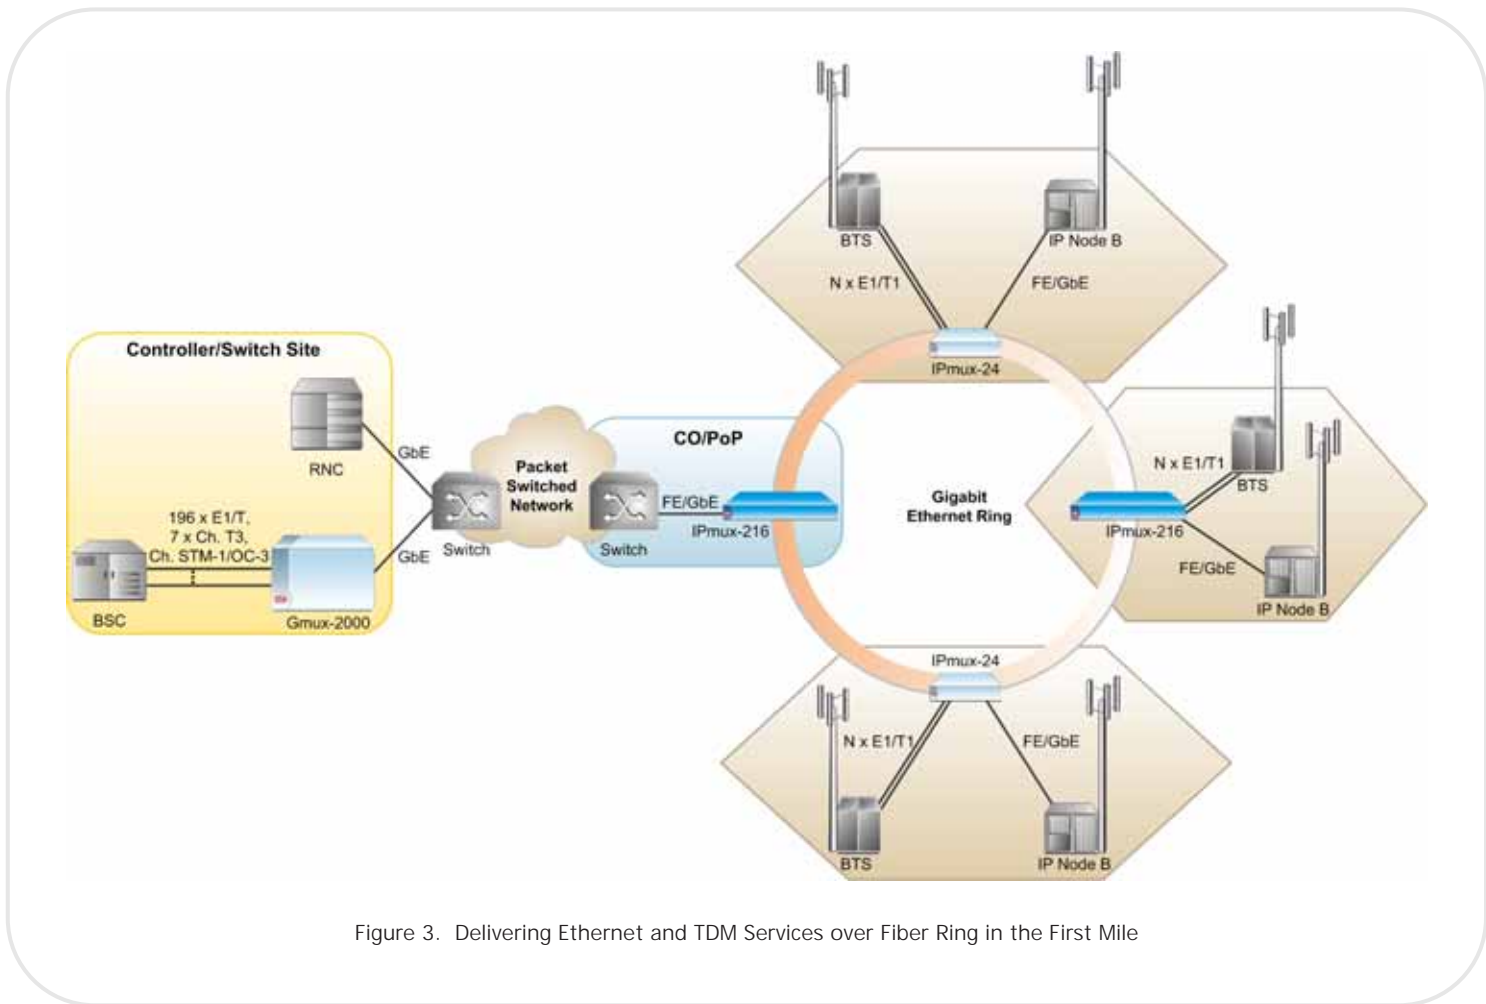 BTS
IP Node B
N x E1/T1
FE/GbE
IPmux-24
Controller/Switch Site
RNC
GbE
196 x E1/T,
7 x Ch. T3,
Ch. STM-1/OC-3
BSC
Gmux-2000
GbE
Switch
Packet
Switched
Network
CO/PoP
Switch
FE/GbE
IPmux-216
Gigabit
Ethernet Ring
N x E1/T1
BTS
IPmux-216
FE/GbE
IP Node B
IPmux-24
N x E1/T1
FE/GbE
BTS
IP Node B
Figure 3. Delivering Ethernet and TDM Services over Fiber Ring in the First Mile